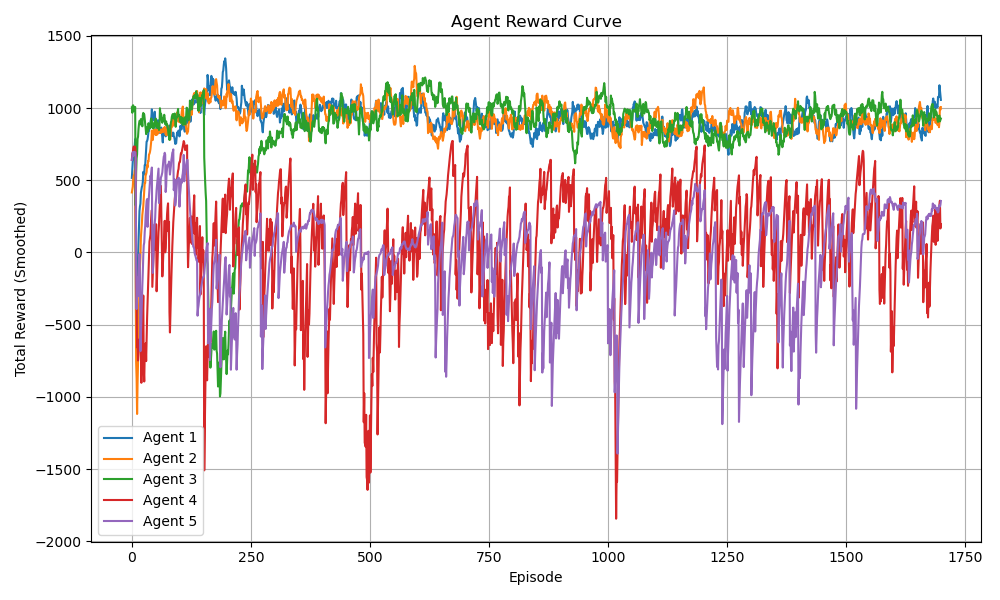 Agent Reward Curve
Total Reward (Smoothed)
1500
1000
500
0
−500
−1000
−1500
−2000
Agent 1
Agent 2
Agent 3
Agent 4
Agent 5
0
250
500
750
1000
1250
1500
1750
Episode